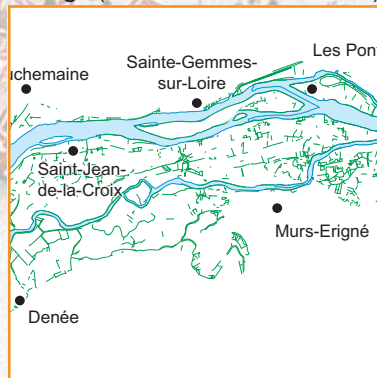 Les Pont
Sainte-Gemmes-
sur-Loire
uchemaine
Saint-Jean-
de-la-Croix
Murs-Erigné
Denée